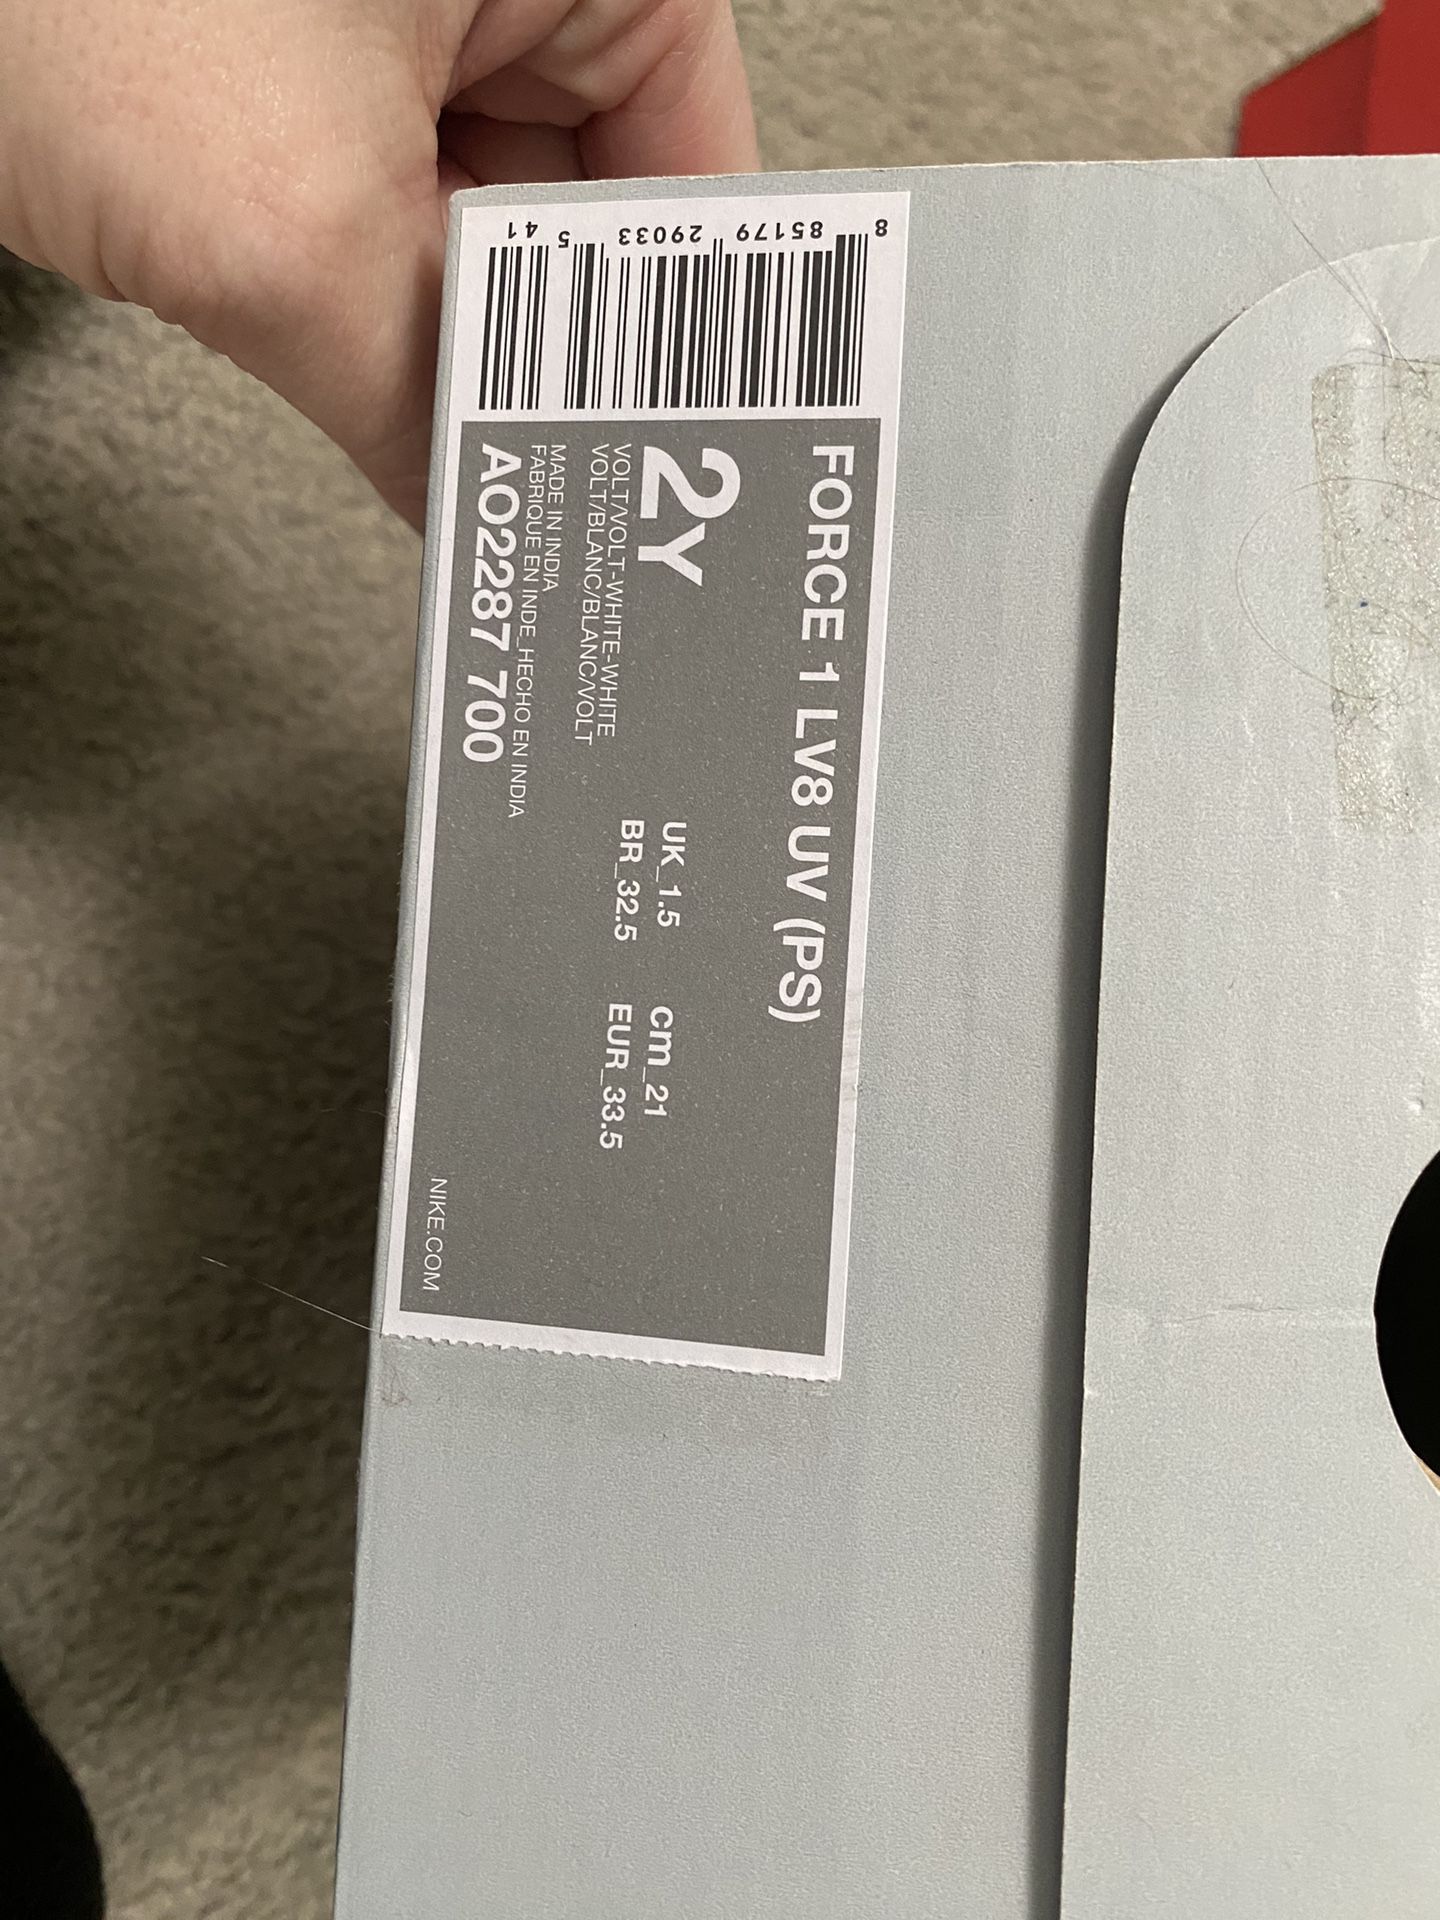 8 85179 29033 5 41
FORCE 1 LV8 UV (PS)
2Y
UK_1.5 cm_21
BR_32.5 EUR_33.5
VOLT/VOLT-WHITE-WHITE
VOLT/BLANC/BLANC/VOLT
MADE IN INDIA
FABRIQUE EN INDE_HECHO EN INDIA
AO2287 700
NIKE.COM